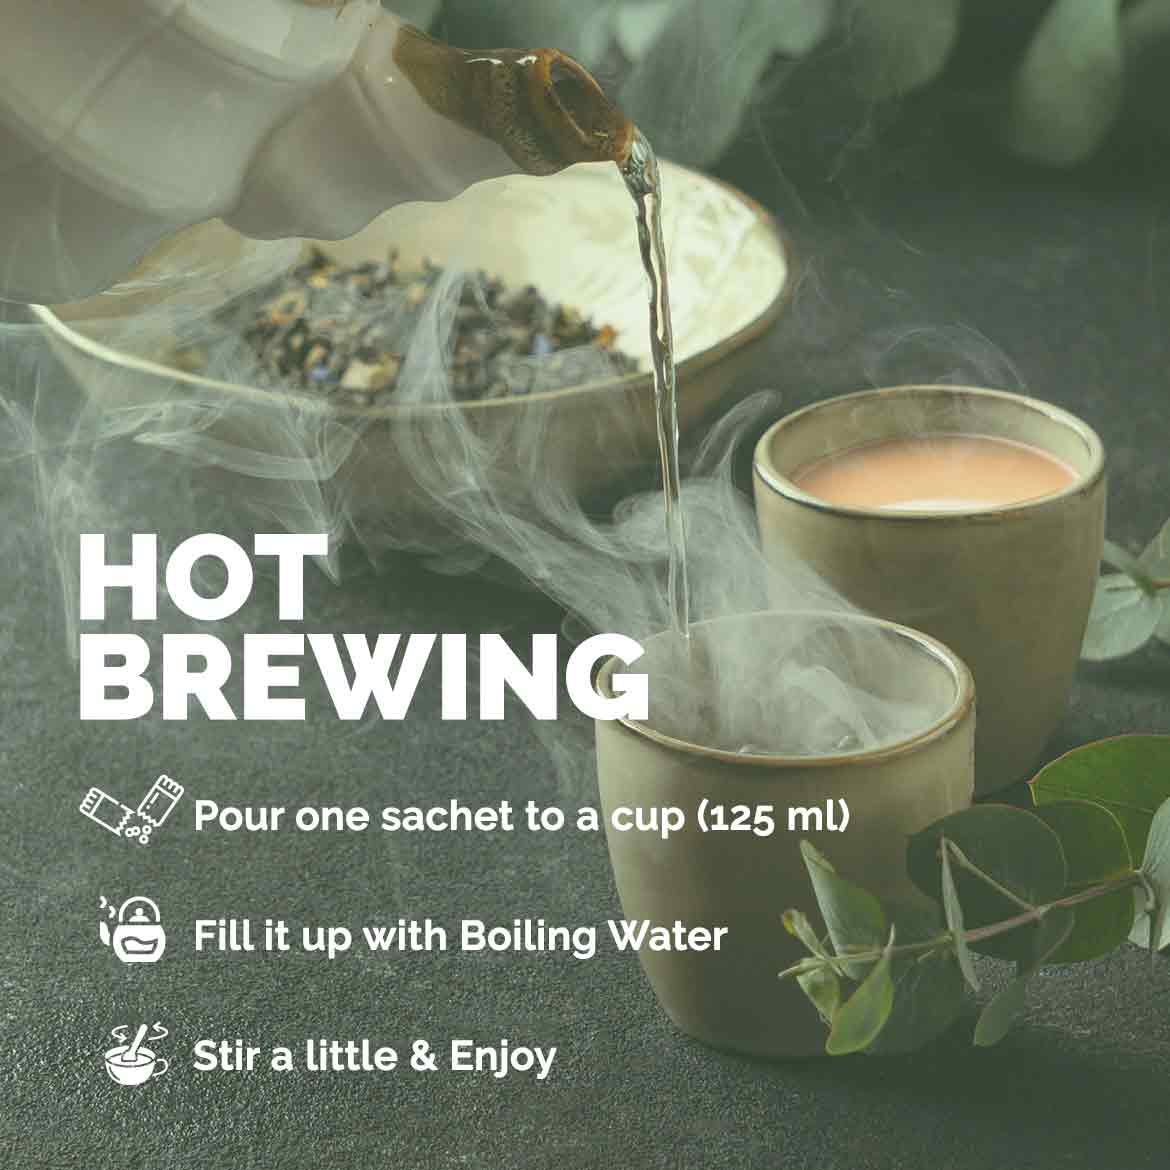 HOT
BREWING
Pour one sachet to a cup (125 ml)
Fill it up with Boiling Water
Stir a little & Enjoy